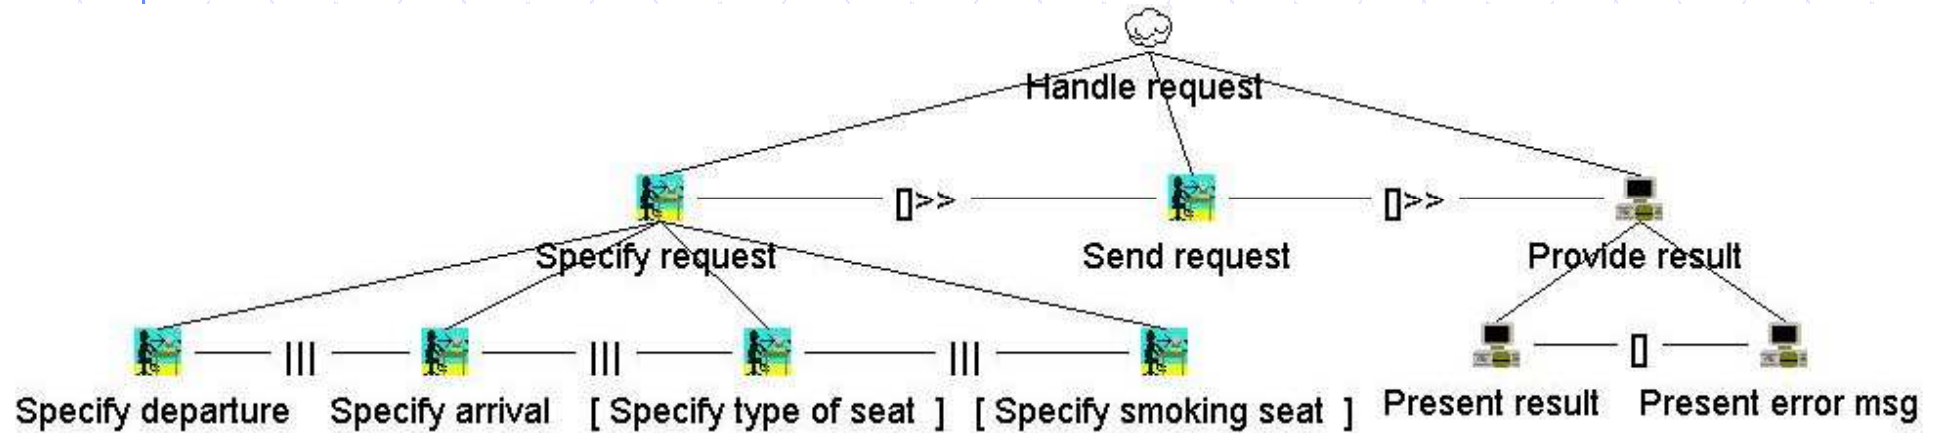 Handle request
[]>> []>>
Specify request Send request Provide result
||| ||| ||| []
Specify departure Specify arrival [ Specify type of seat ] [ Specify smoking seat ] Present result Present error msg